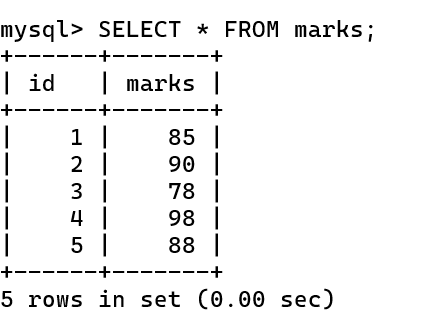 mysql> SELECT * FROM marks;
+------+-------+
| id   | marks |
+------+-------+
|    1 |    85 |
|    2 |    90 |
|    3 |    78 |
|    4 |    98 |
|    5 |    88 |
+------+-------+
5 rows in set (0.00 sec)